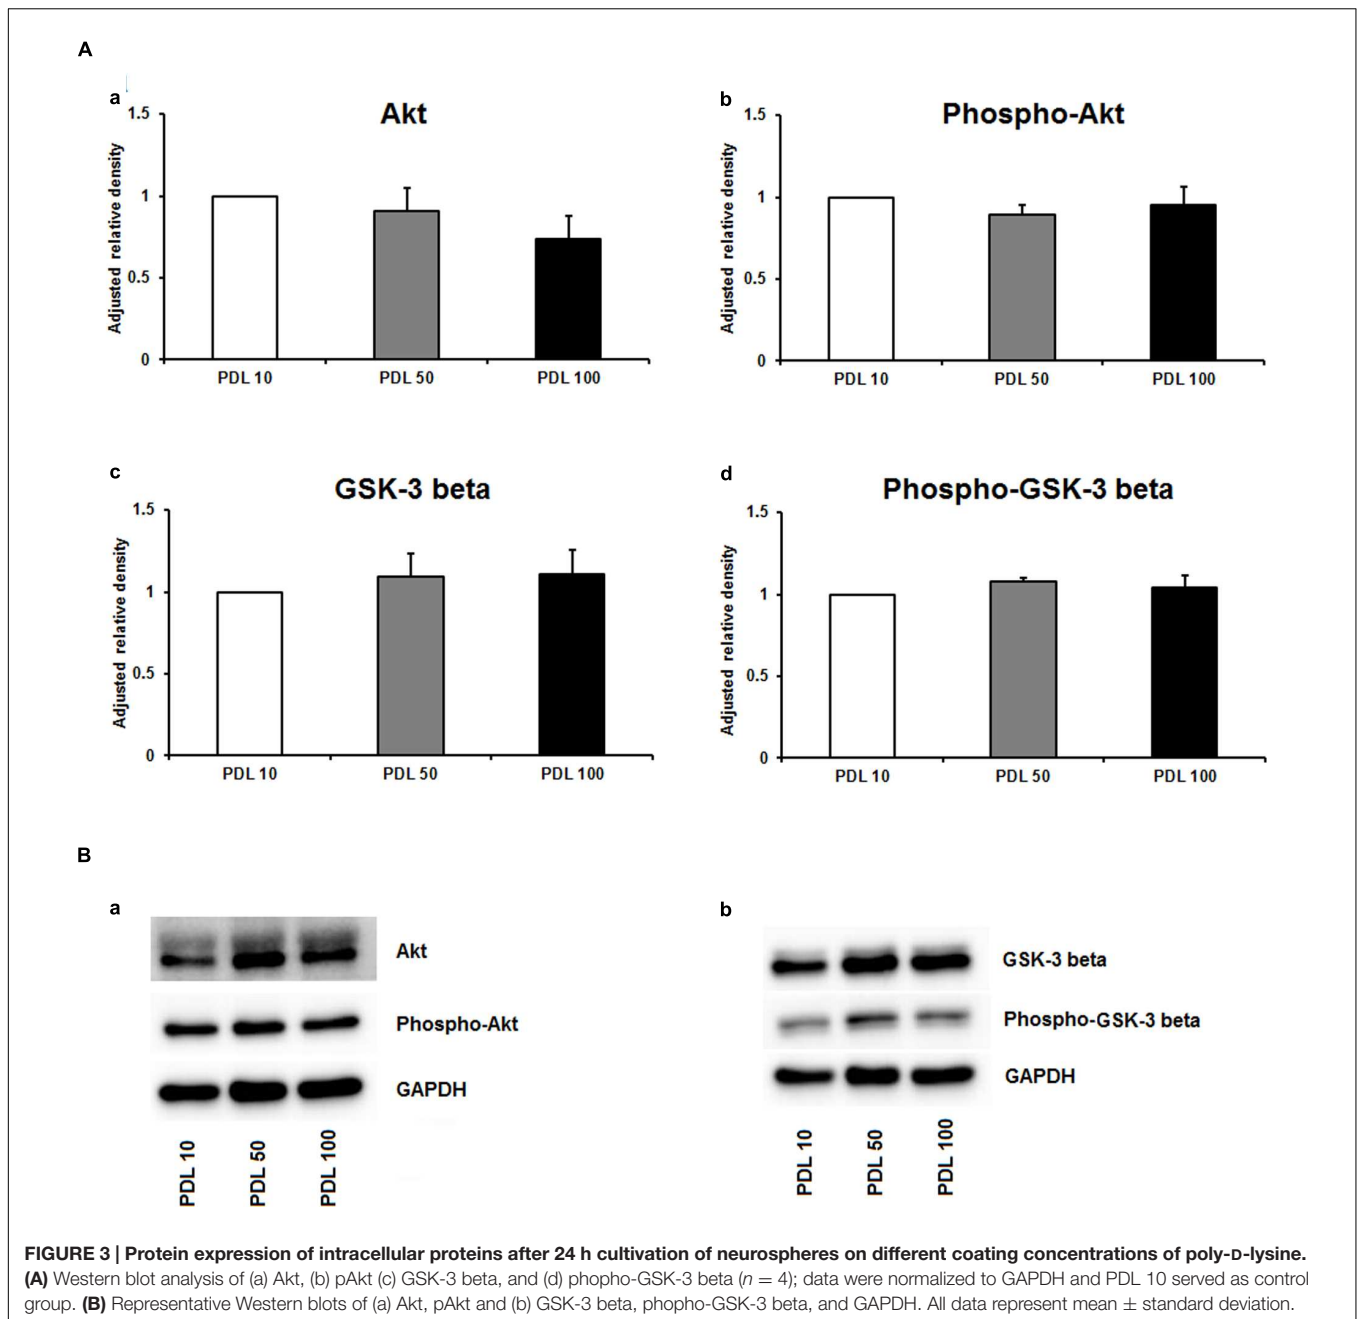 A
a
Akt
1.5
1
0.5
0
Adjusted relative density
PDL 10 PDL 50 PDL 100
b
Phospho-Akt
1.5
1
0.5
0
Adjusted relative density
PDL 10 PDL 50 PDL 100
c
GSK-3 beta
1.5
1
0.5
0
Adjusted relative density
PDL 10 PDL 50 PDL 100
d
Phospho-GSK-3 beta
1.5
1
0.5
0
Adjusted relative density
PDL 10 PDL 50 PDL 100
B
a
Akt
Phospho-Akt
GAPDH
PDL 10
PDL 50
PDL 100
b
GSK-3 beta
Phospho-GSK-3 beta
GAPDH
PDL 10
PDL 50
PDL 100
FIGURE 3 | Protein expression of intracellular proteins after 24 h cultivation of neurospheres on different coating concentrations of poly-D-lysine.
(A) Western blot analysis of (a) Akt, (b) pAkt (c) GSK-3 beta, and (d) phopho-GSK-3 beta (n = 4); data were normalized to GAPDH and PDL 10 served as control
group. (B) Representative Western blots of (a) Akt, pAkt and (b) GSK-3 beta, phopho-GSK-3 beta, and GAPDH. All data represent mean ± standard deviation.